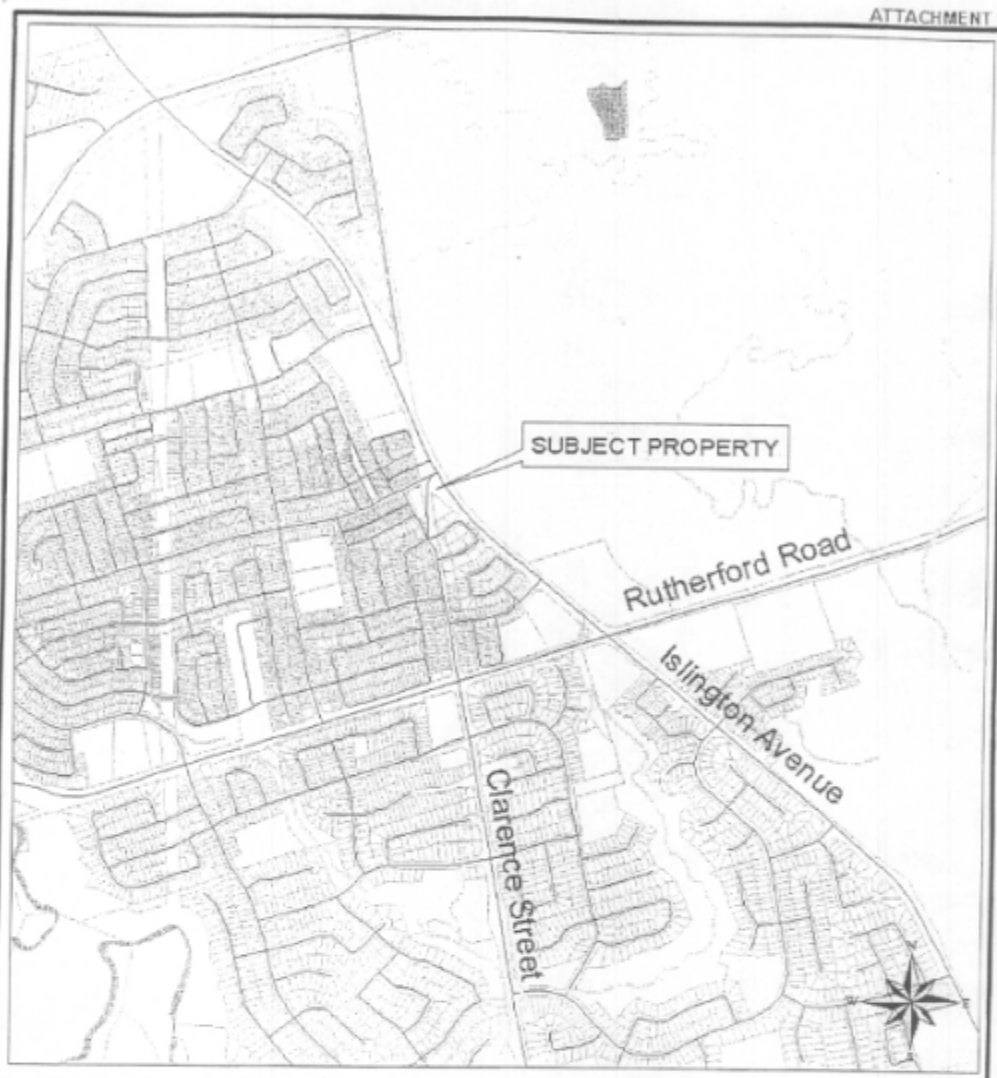 ATTACHMENT
SUBJECT PROPERTY
Rutherford Road
Islington Avenue
Clarence Street
E